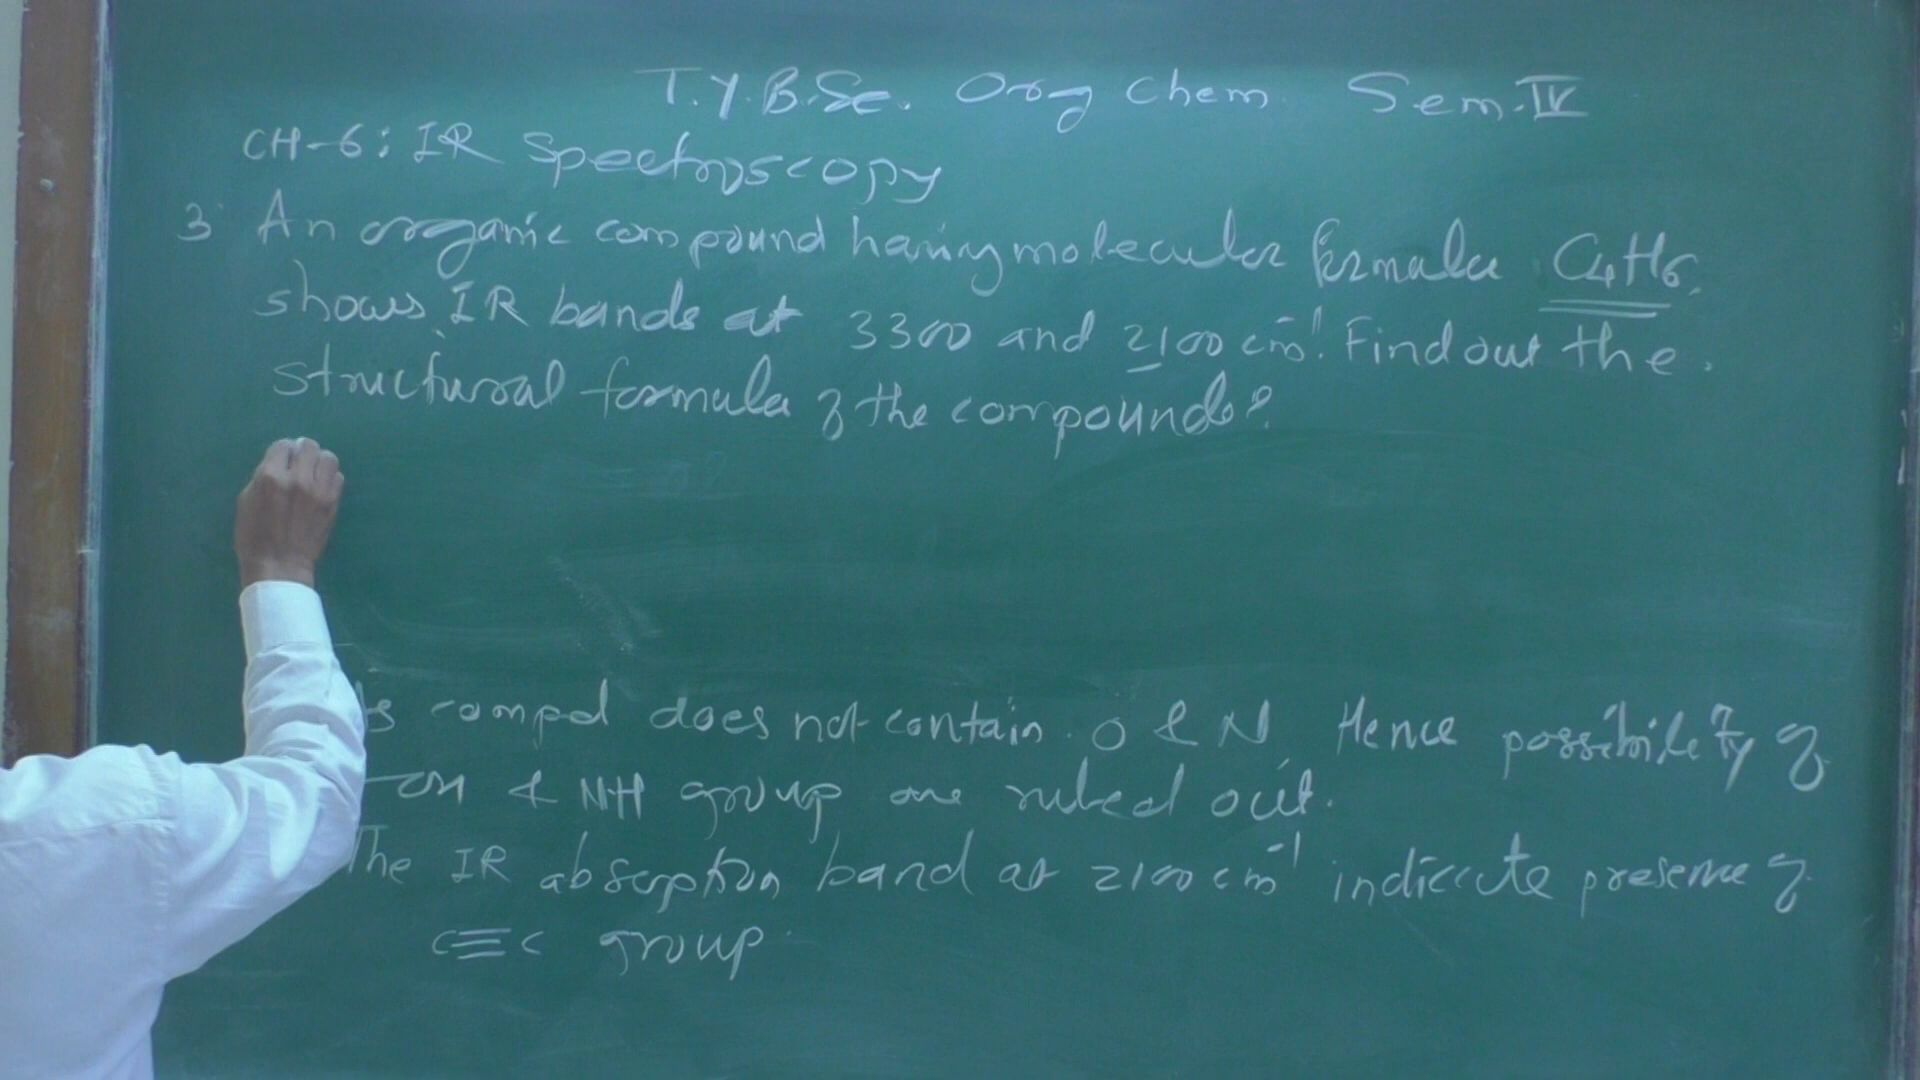 T.Y.B.Sc. Org Chem. Sem. IV
CH-6: IR Spectroscopy
3 An organic compound having molecular formula C4H6,
shows IR bands at 3300 and 2100 cm-1. Find out the
structural formula of the compounds?
s compd does not contain O & N Hence possibility of
-OH & NH group are ruled out.
The IR absorption band at 2100 cm-1 indicate presence of
C≡C group.